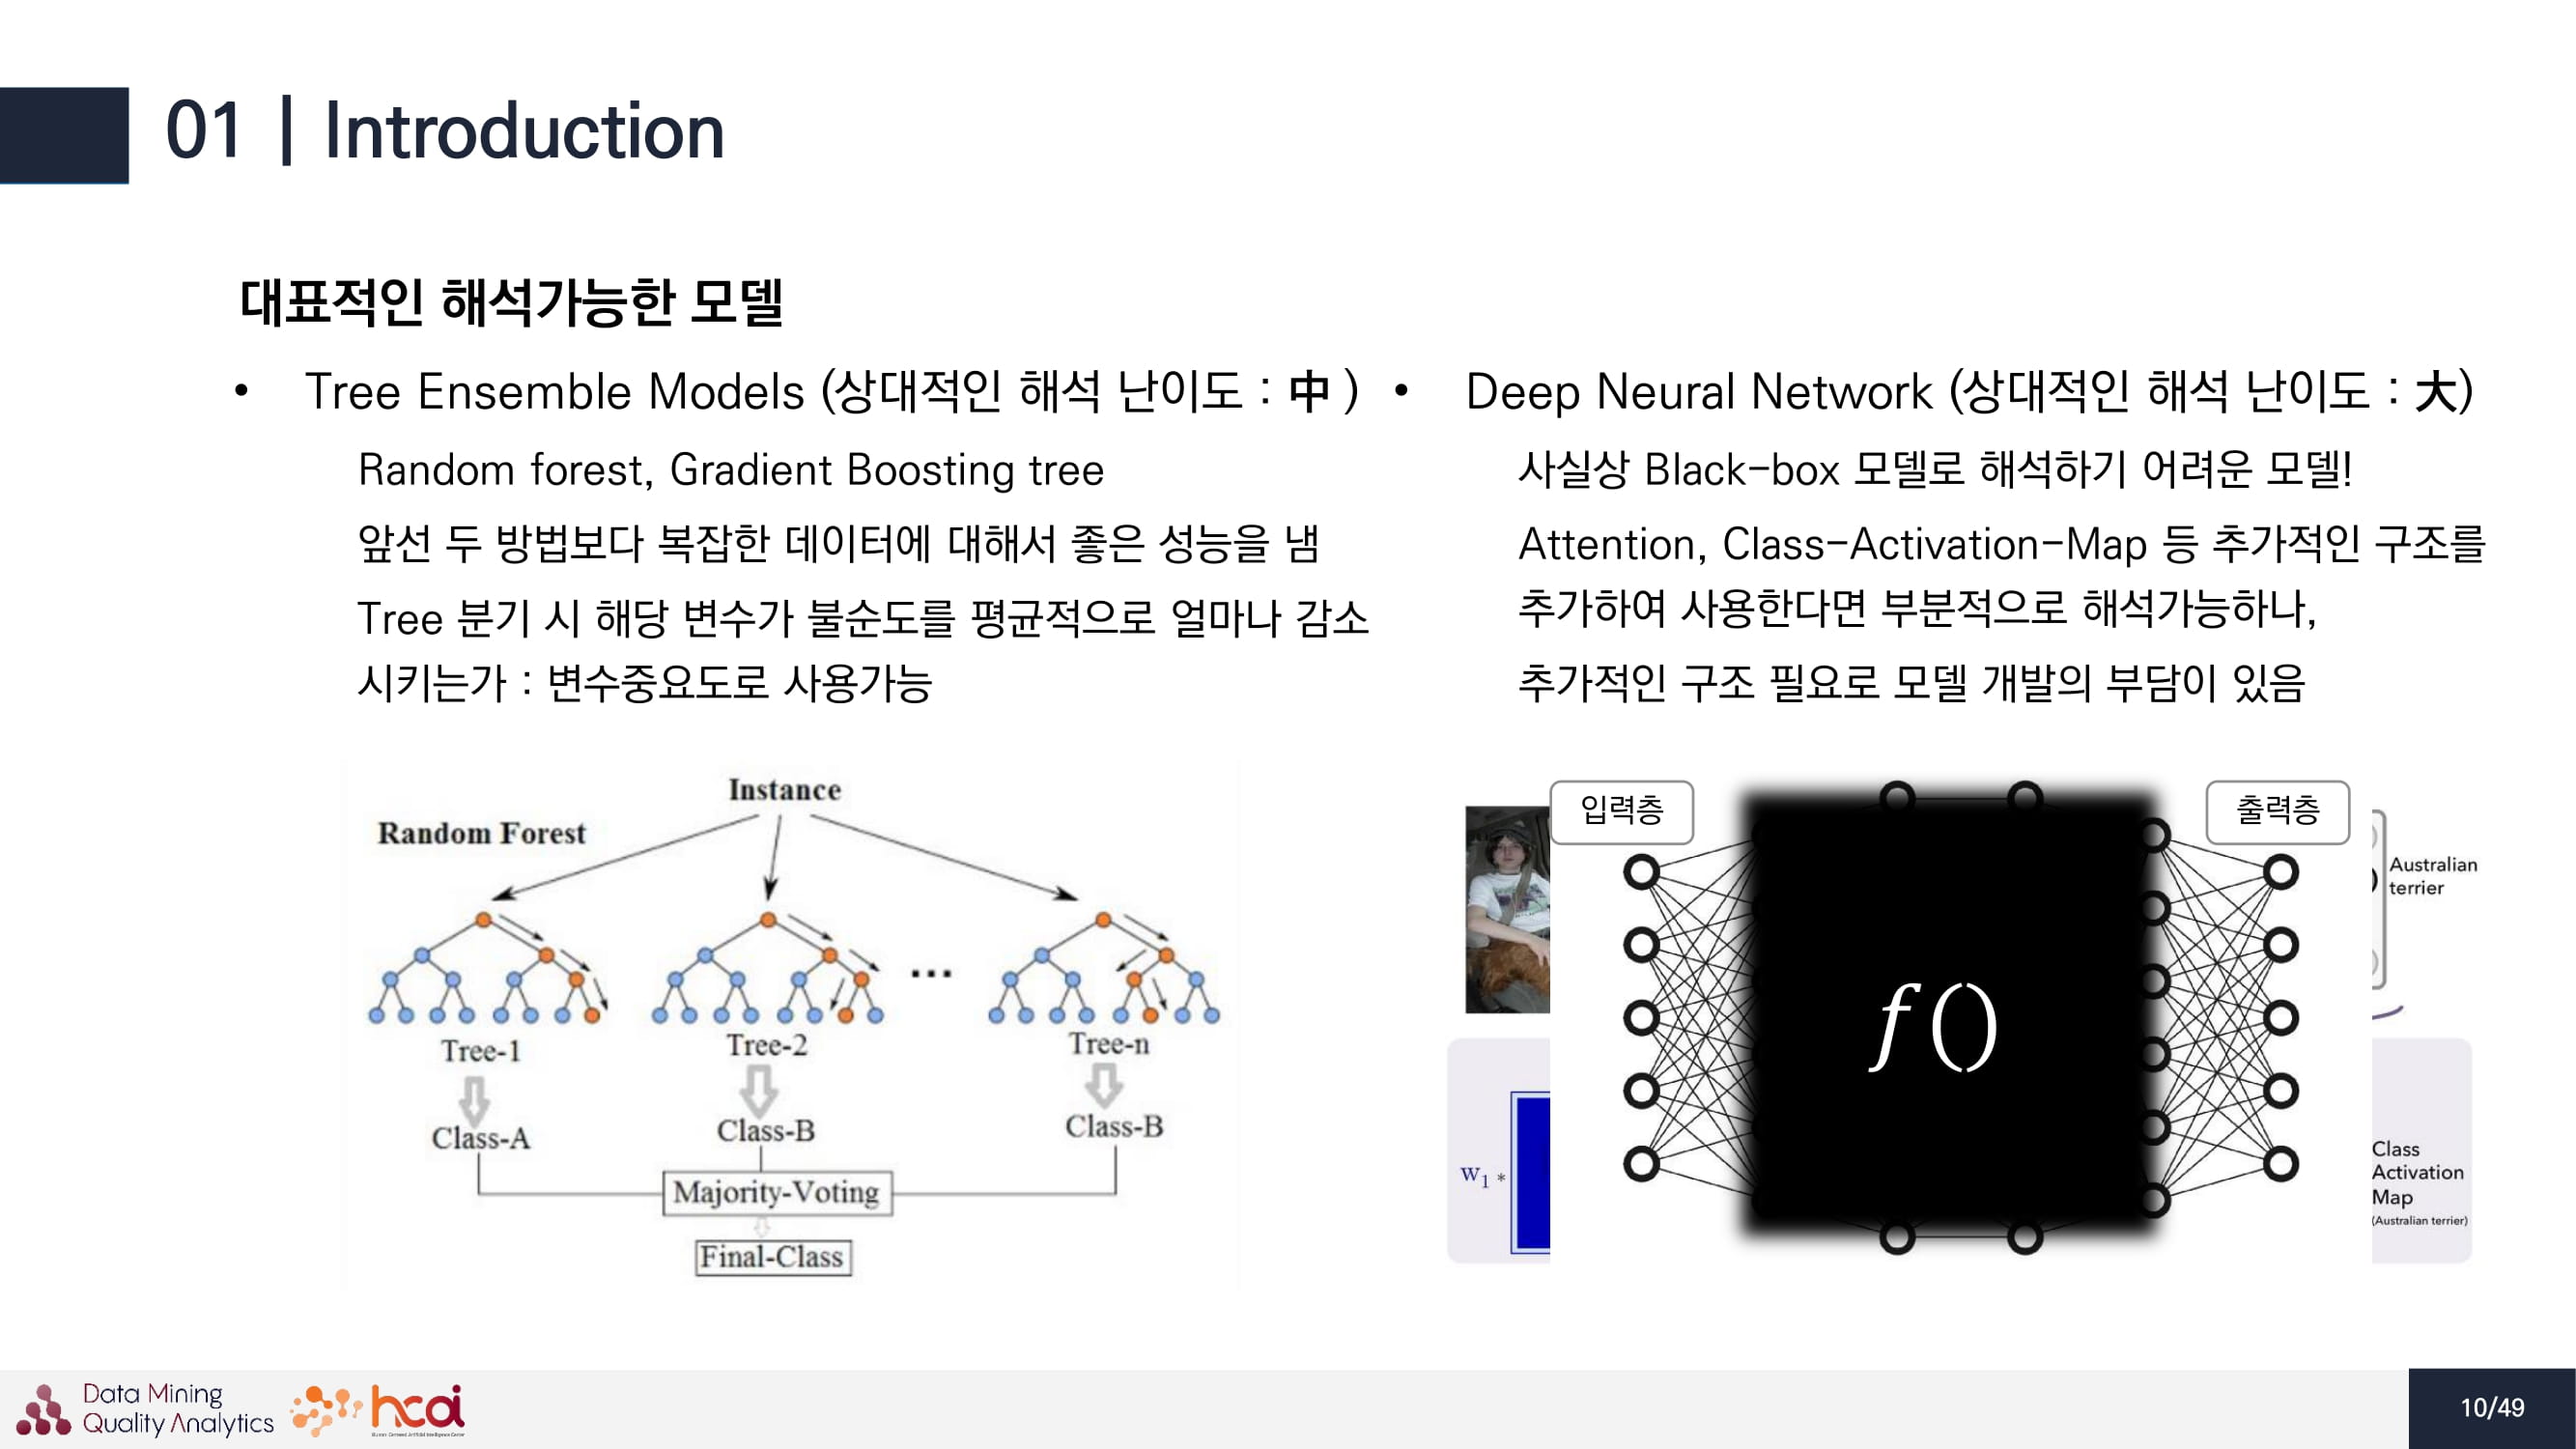 01 | Introduction
대표적인 해석가능한 모델
• Tree Ensemble Models (상대적인 해석 난이도 : 中 )
Random forest, Gradient Boosting tree
앞선 두 방법보다 복잡한 데이터에 대해서 좋은 성능을 냄
Tree 분기 시 해당 변수가 불순도를 평균적으로 얼마나 감소
시키는가 : 변수중요도로 사용가능
• Deep Neural Network (상대적인 해석 난이도 : 大)
사실상 Black-box 모델로 해석하기 어려운 모델!
Attention, Class-Activation-Map 등 추가적인 구조를
추가하여 사용한다면 부분적으로 해석가능하나,
추가적인 구조 필요로 모델 개발의 부담이 있음
Instance
Random Forest
...
Tree-1
Tree-2
Tree-n
Class-A
Class-B
Class-B
Majority-Voting
Final-Class
입력층
출력층
f()
Australian
terrier
w1 *
Class
Activation
Map
(Australian terrier)
Data Mining
Quality Analytics
hcai
Human Centered Artificial Intelligence Center
10/49